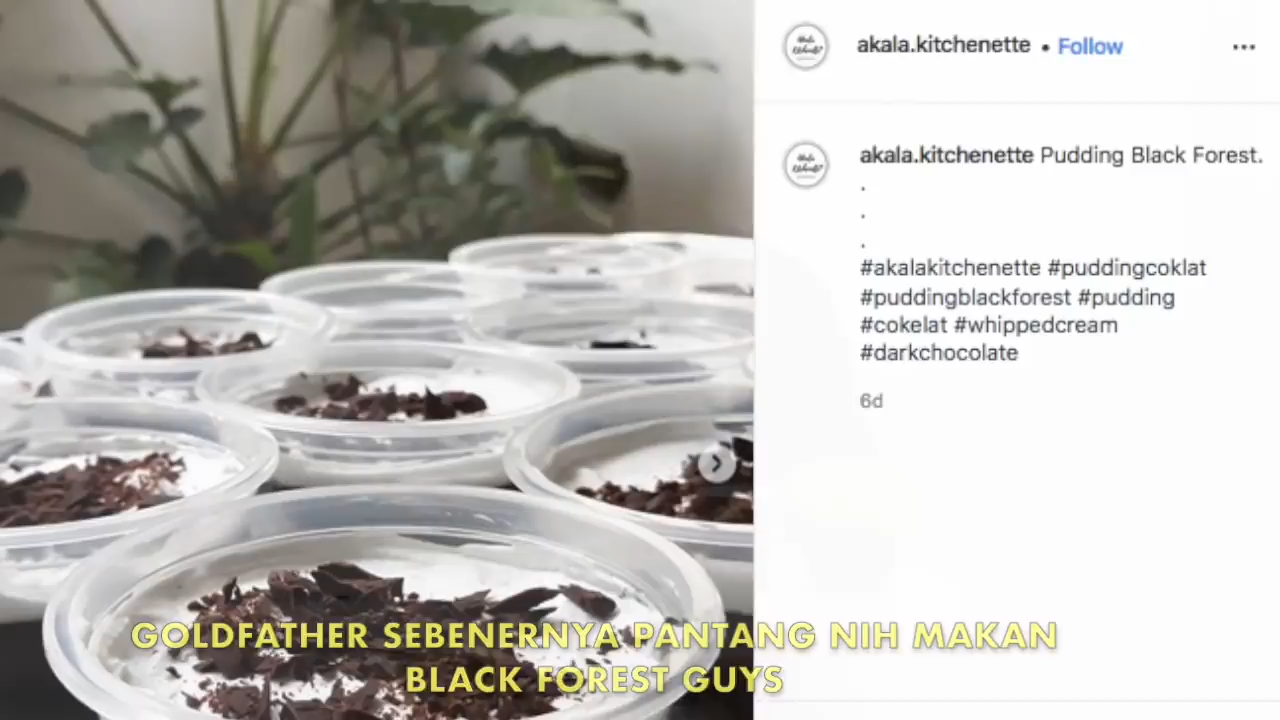 akala.kitchenette • Follow
akala.kitchenette Pudding Black Forest.
.
.
.
#akalakitchenette #puddingcoklat
#puddingblackforest #pudding
#cokelat #whippedcream
#darkchocolate
6d
GOLDFATHER SEBENERNYA PANTANG NIH MAKAN
BLACK FOREST GUYS